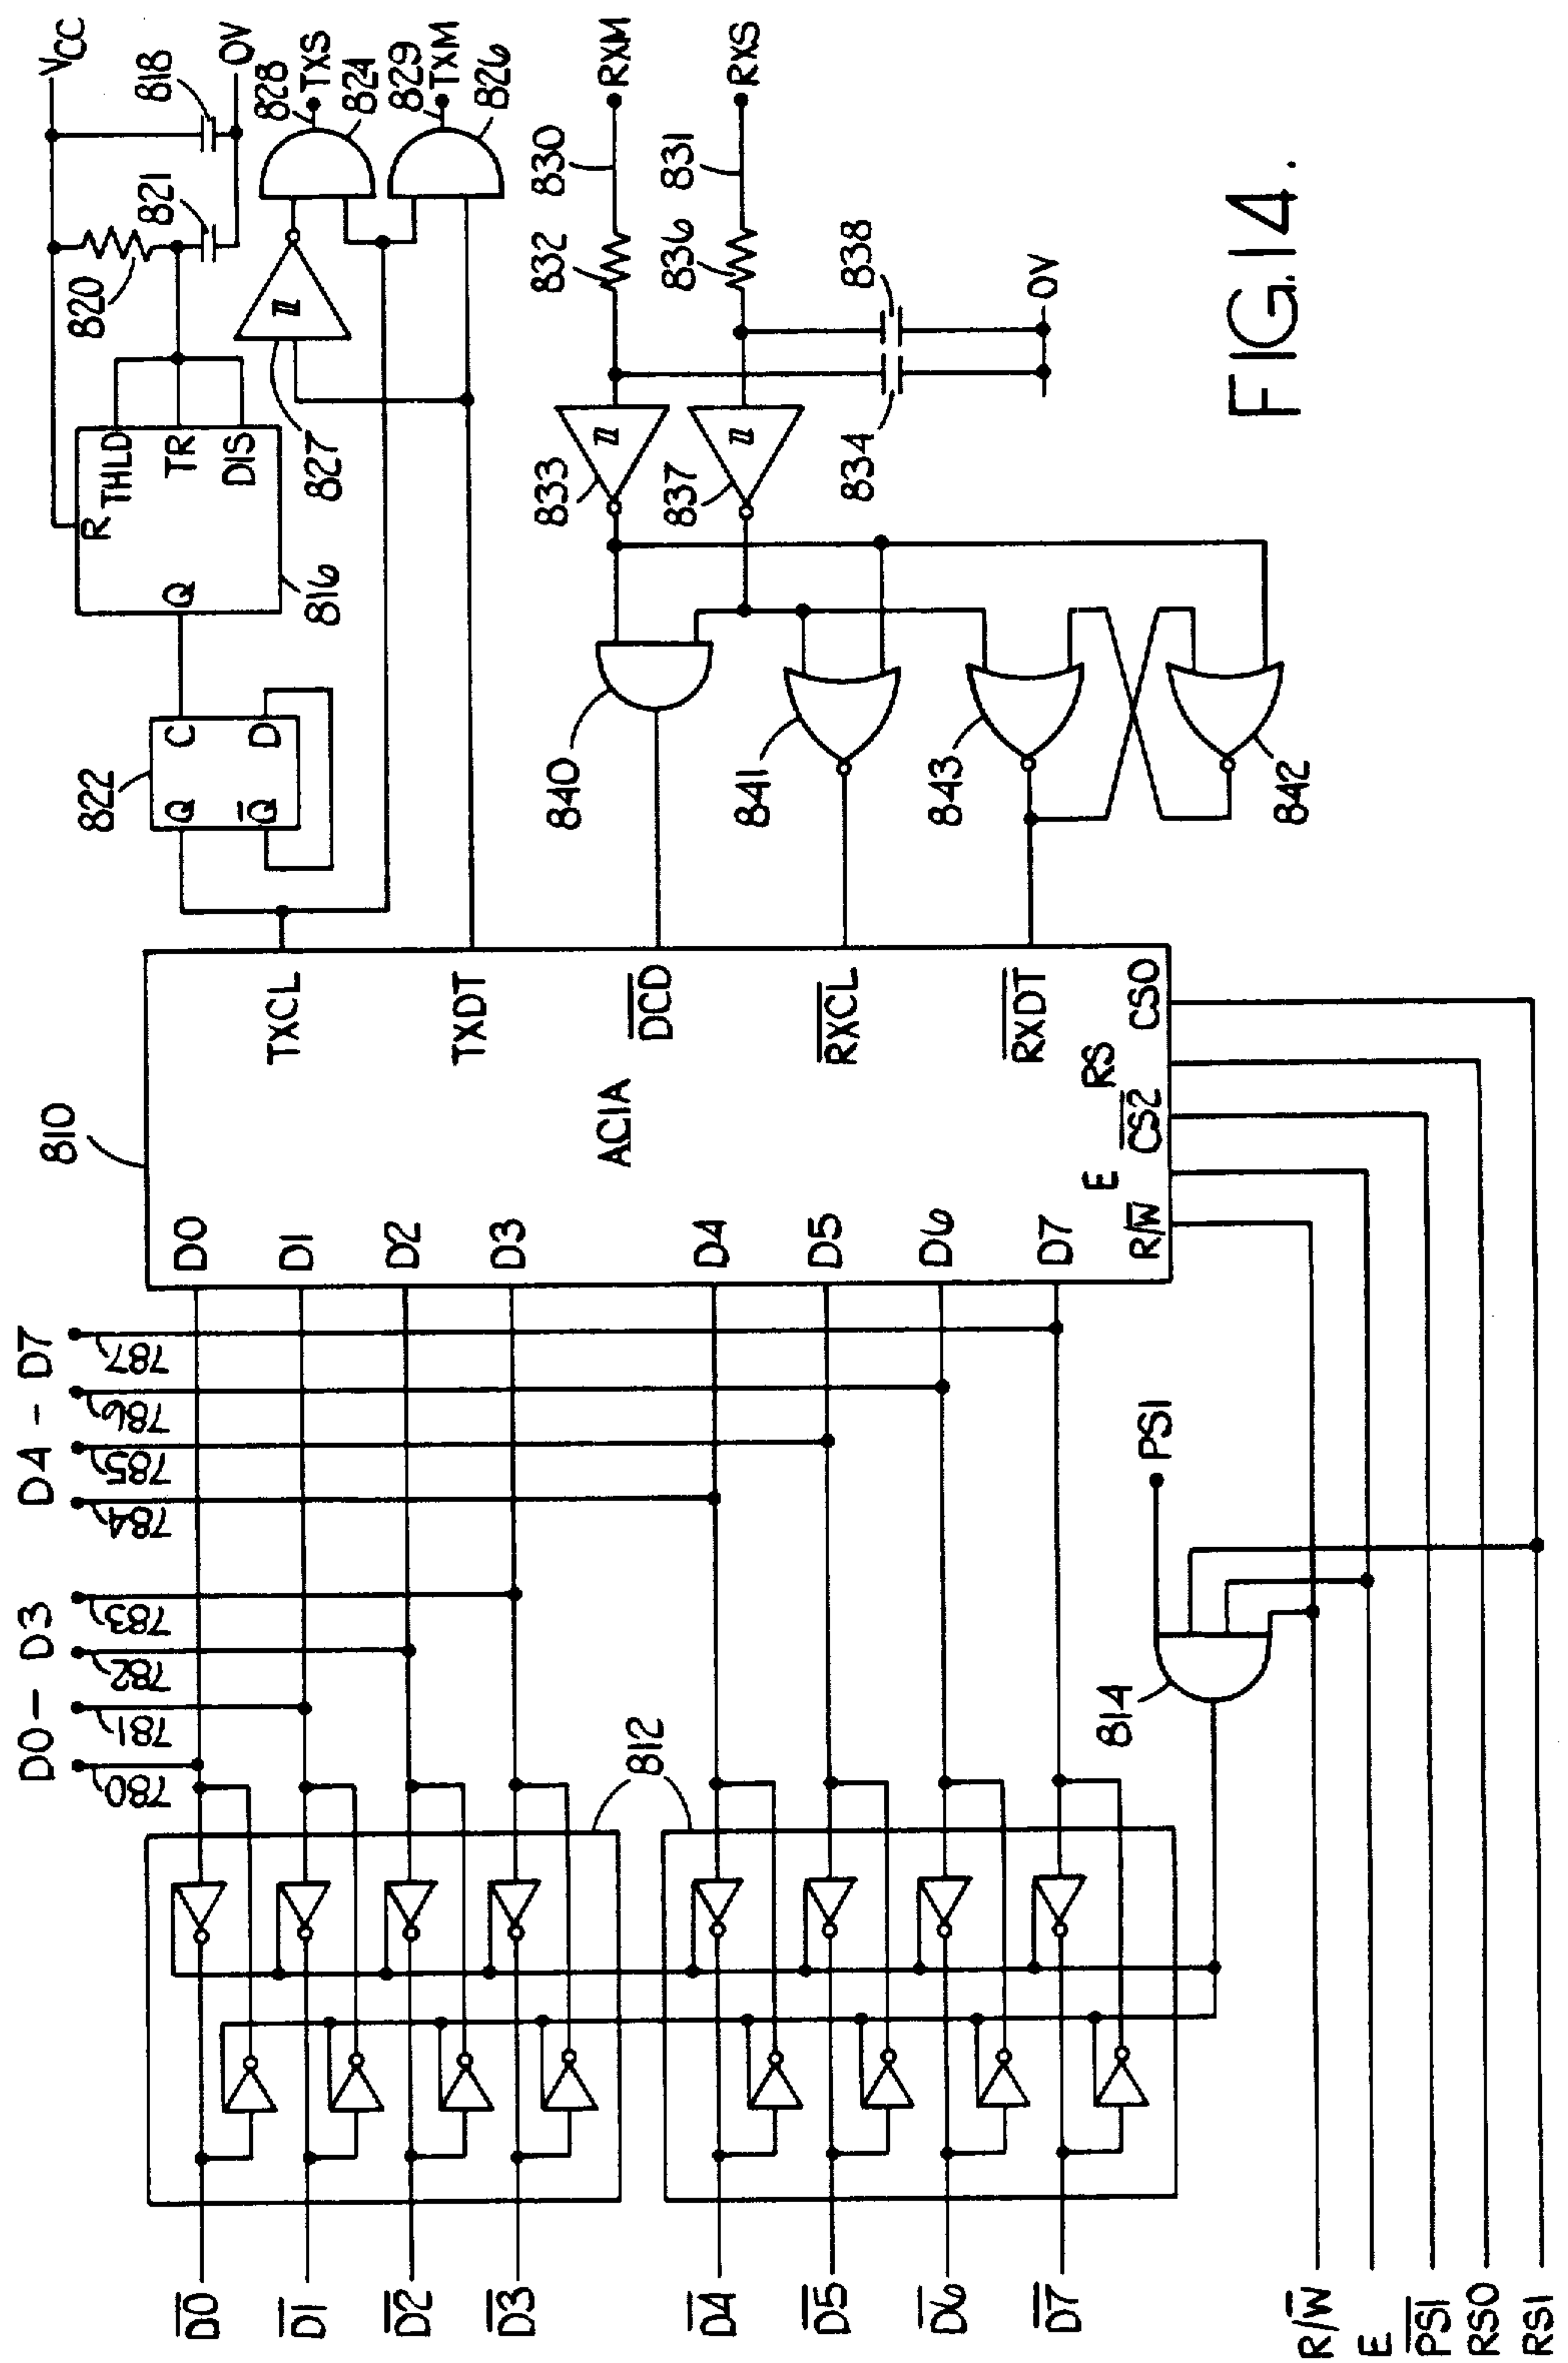 VCC
818
0V
828
TXS
824
829
TXM
826
821
820
R
THLD
TR
DIS
Q
816
827
822
C
D
Q
Q̅
RXM
830
RXS
831
832
836
838
0V
834
833
837
840
841
843
842
FIG.14.
810
ACIA
TXCL
TXDT
D̅C̅D̅
R̅X̅C̅L̅
R̅X̅D̅T̅
D0
D1
D2
D3
D4
D5
D6
D7
R/W̅
E
C̅S̅2̅
RS
CS0
D4 - D7
787
786
785
784
D0 - D3
783
782
781
780
PS1
814
812
D̅0̅
D̅1̅
D̅2̅
D̅3̅
D̅4̅
D̅5̅
D̅6̅
D̅7̅
R/W̅
E
P̅S̅1̅
RS0
RS1